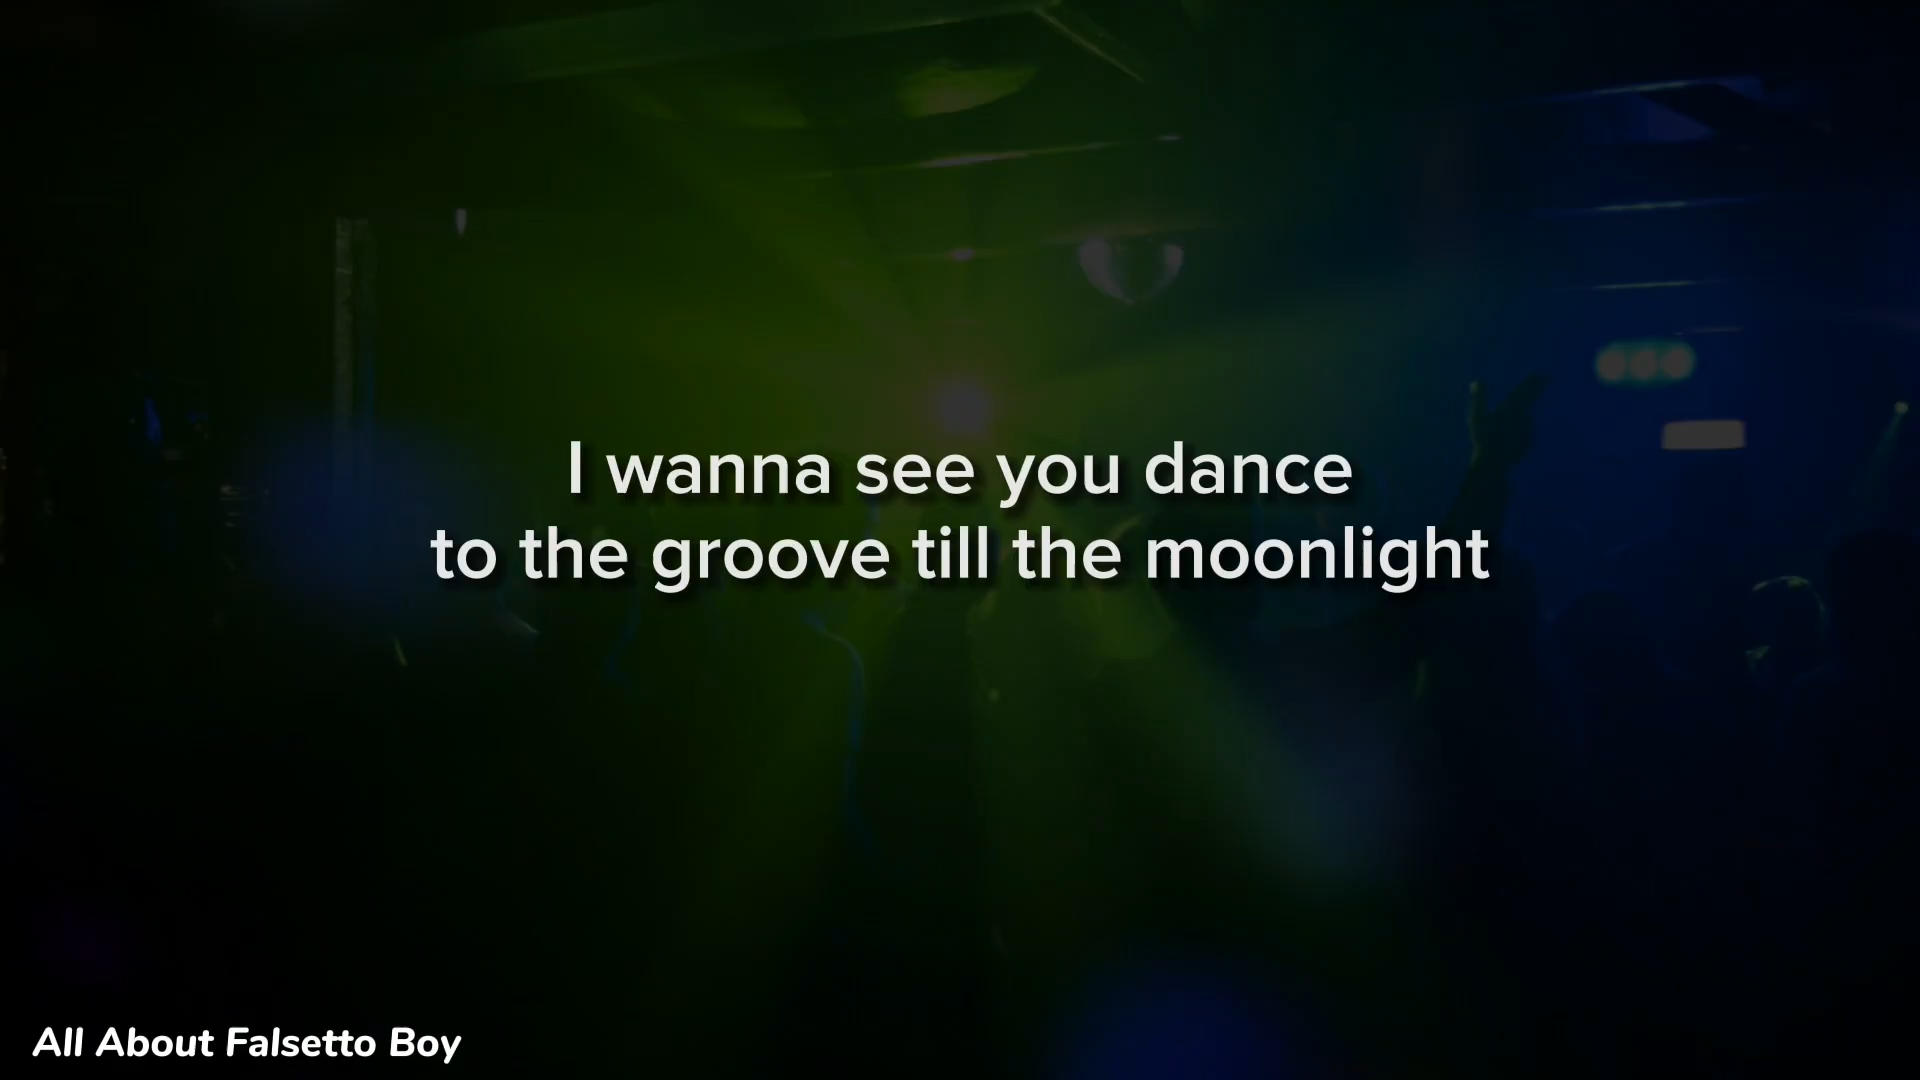 I wanna see you dance
to the groove till the moonlight
All About Falsetto Boy